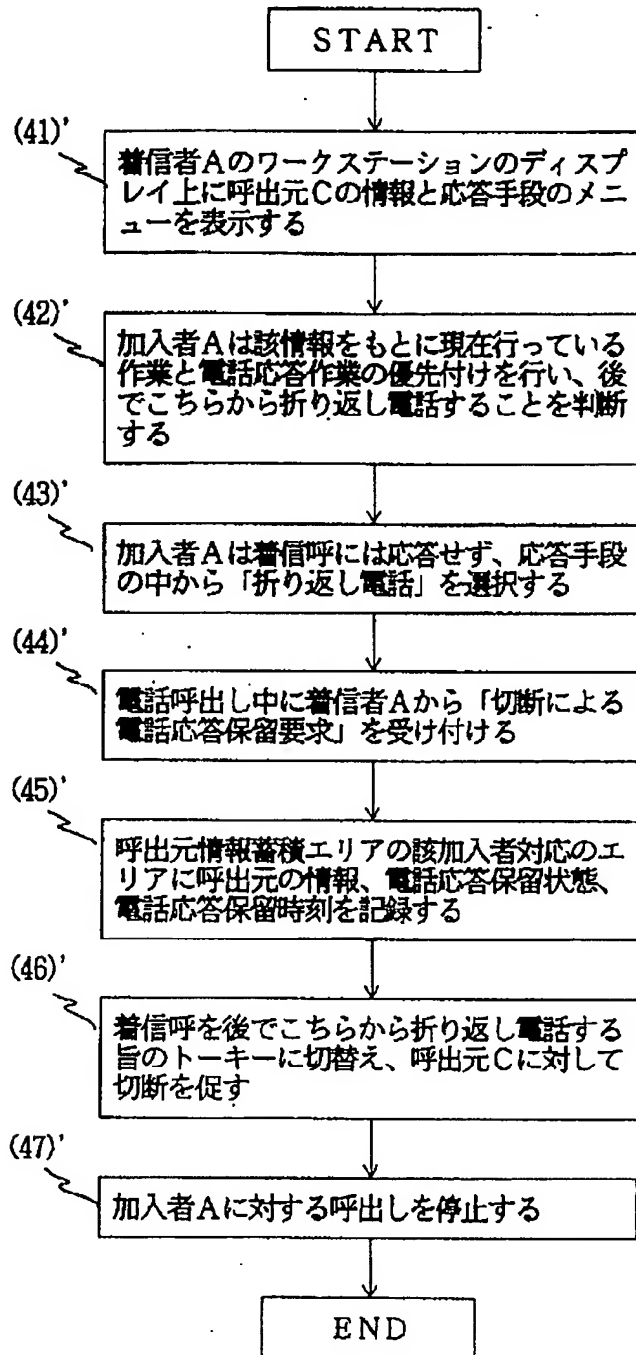 START
(41)'
着信者Aのワークステーションのディスプ
レイ上に呼出元Cの情報と応答手段のメニ
ューを表示する
(42)'
加入者Aは該情報をもとに現在行っている
作業と電話応答作業の優先付けを行い、後
でこちらから折り返し電話することを判断
する
(43)'
加入者Aは着信呼には応答せず、応答手段
の中から「折り返し電話」を選択する
(44)'
電話呼出し中に着信者Aから「切断による
電話応答保留要求」を受け付ける
(45)'
呼出元情報蓄積エリアの該加入者対応のエ
リアに呼出元の情報、電話応答保留状態、
電話応答保留時刻を記録する
(46)'
着信呼を後でこちらから折り返し電話する
旨のトーキーに切替え、呼出元Cに対して
切断を促す
(47)'
加入者Aに対する呼出しを停止する
END